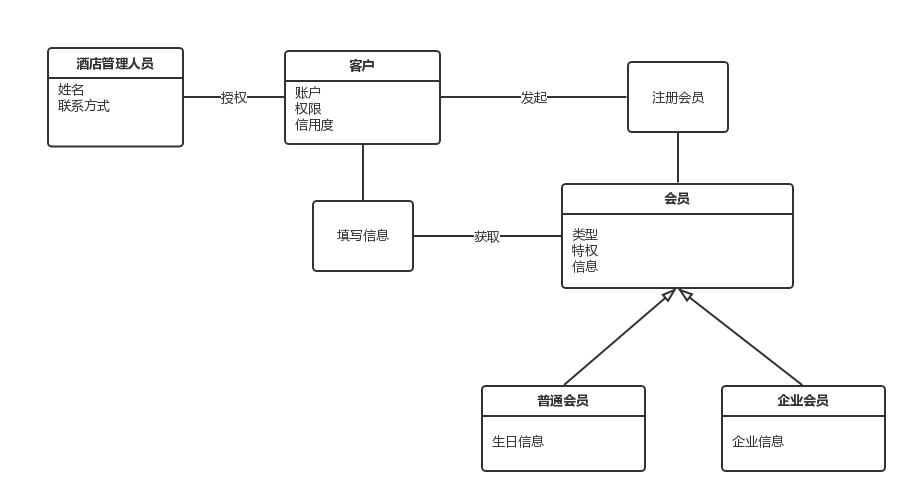 酒店管理人员
姓名
联系方式
授权
客户
账户
权限
信用度
发起
注册会员
填写信息
获取
会员
类型
特权
信息
普通会员
生日信息
企业会员
企业信息